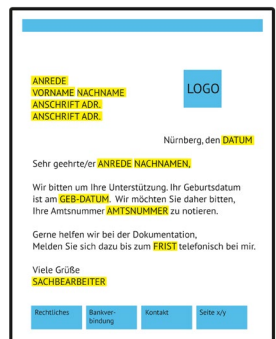 ANREDE
VORNAME NACHNAME
ANSCHRIFT ADR.
ANSCHRIFT ADR.
LOGO
Nürnberg, den DATUM
Sehr geehrte/er ANREDE NACHNAMEN,
Wir bitten um Ihre Unterstützung. Ihr Geburtsdatum
ist am GEB-DATUM. Wir möchten Sie daher bitten,
Ihre Amtsnummer AMTSNUMMER zu notieren.
Gerne helfen wir bei der Dokumentation,
Melden Sie sich dazu bis zum FRIST telefonisch bei mir.
Viele Grüße
SACHBEARBEITER
Rechtliches
Bankver-
bindung
Kontakt
Seite x/y